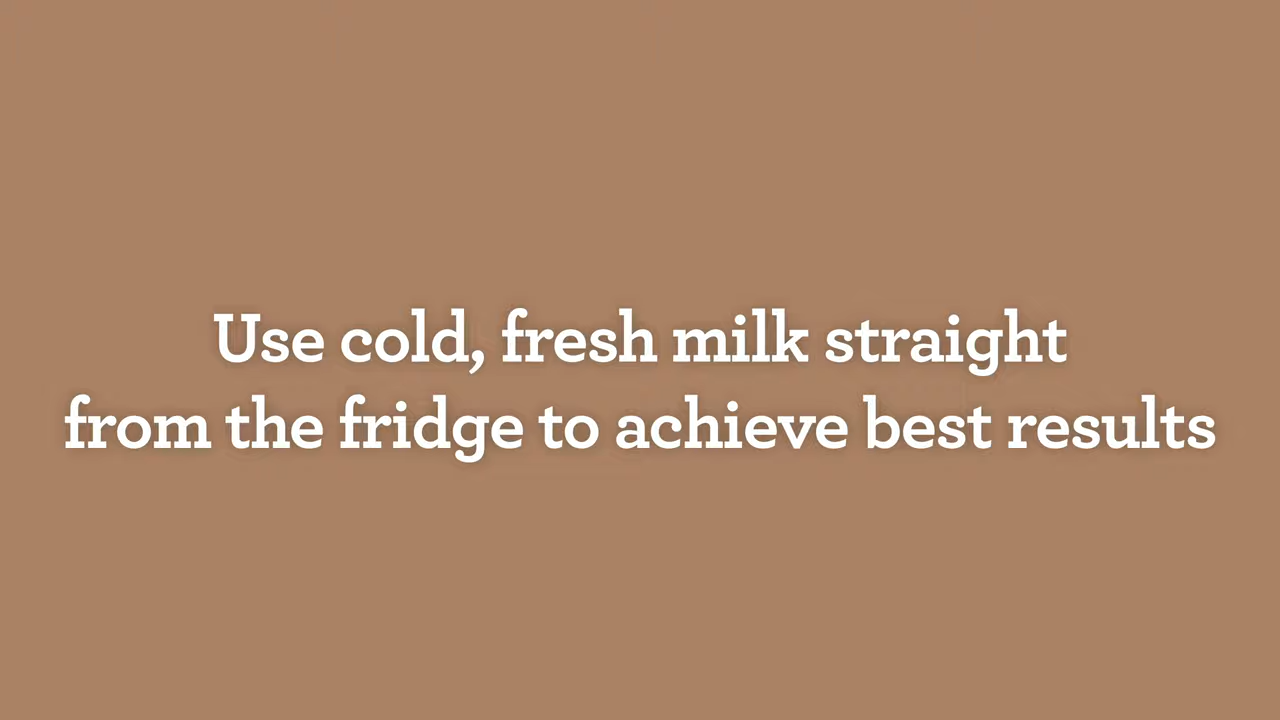 Use cold, fresh milk straight
from the fridge to achieve best results